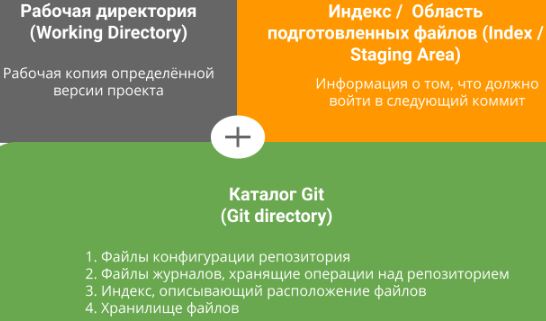 Рабочая директория
(Working Directory)
Рабочая копия определённой
версии проекта
Индекс / Область
подготовленных файлов (Index /
Staging Area)
Информация о том, что должно
войти в следующий коммит
Каталог Git
(Git directory)
1. Файлы конфигурации репозитория
2. Файлы журналов, хранящие операции над репозиторием
3. Индекс, описывающий расположение файлов
4. Хранилище файлов